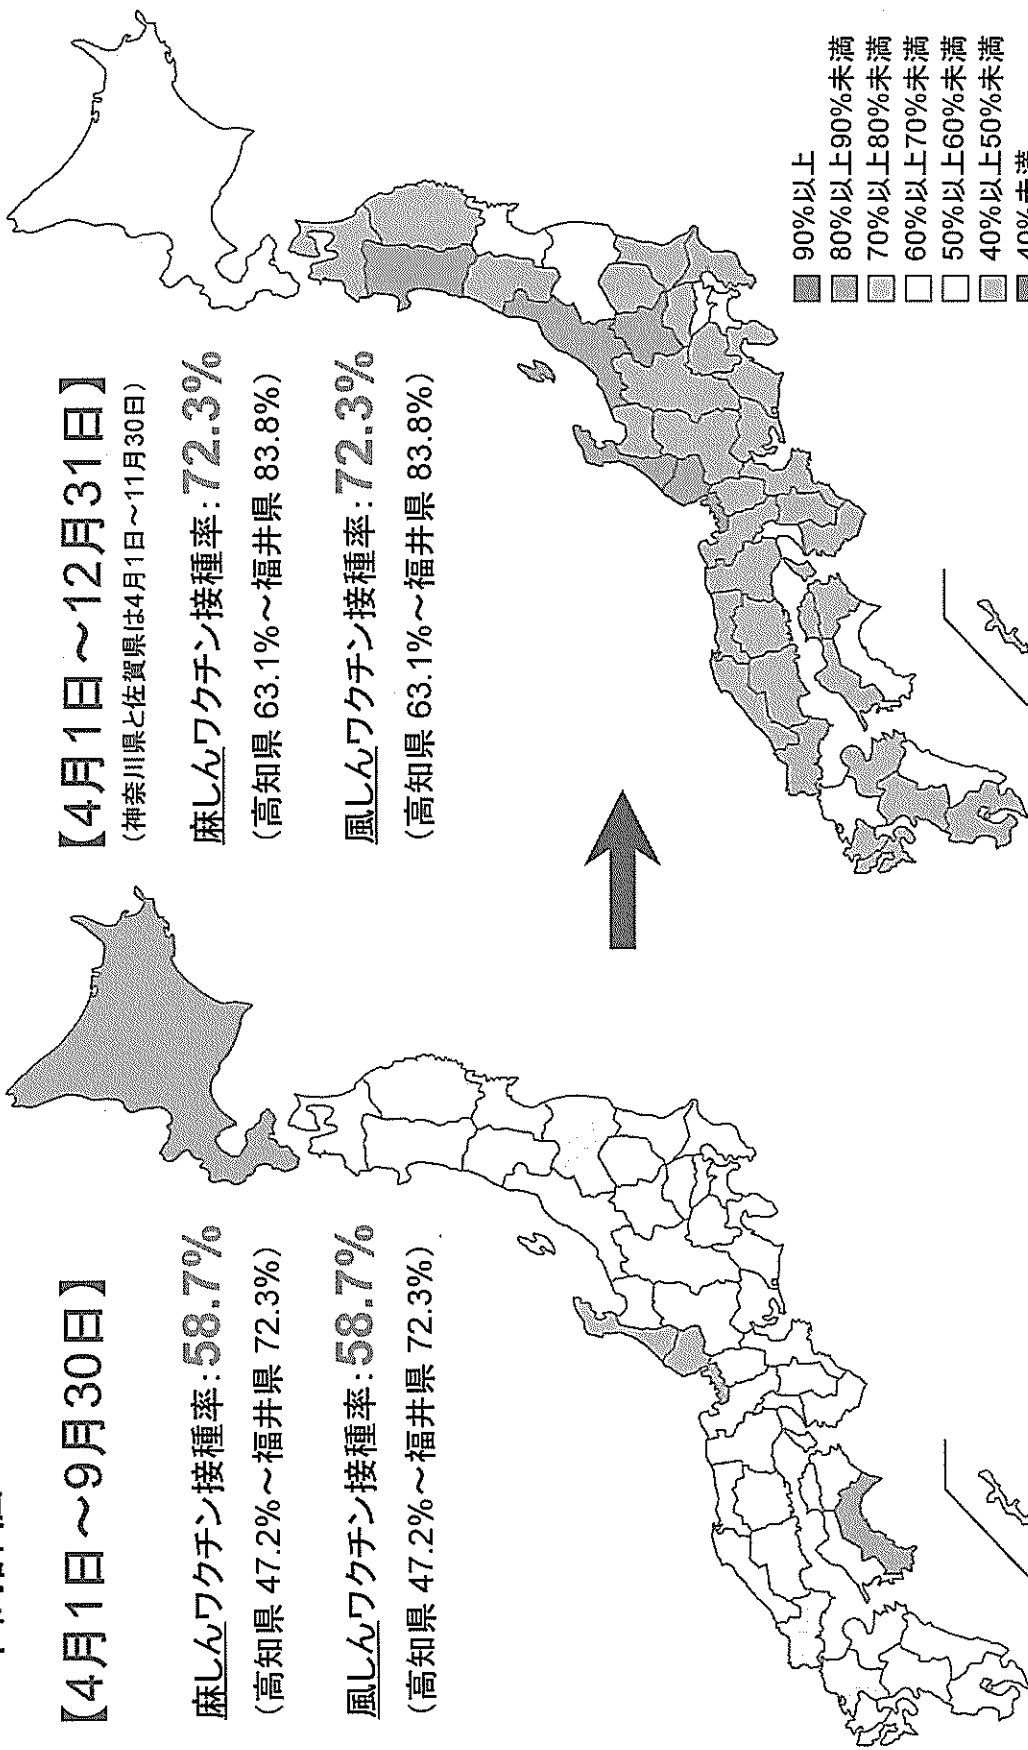 【4月1日～9月30日】
麻しんワクチン接種率：58.7%
（高知県 47.2%～福井県 72.3%）
風しんワクチン接種率：58.7%
（高知県 47.2%～福井県 72.3%）
【4月1日～12月31日】
（神奈川県と佐賀県は4月1日～11月30日）
麻しんワクチン接種率：72.3%
（高知県 63.1%～福井県 83.8%）
風しんワクチン接種率：72.3%
（高知県 63.1%～福井県 83.8%）
90%以上
80%以上90%未満
70%以上80%未満
60%以上70%未満
50%以上60%未満
40%以上50%未満
40%未満